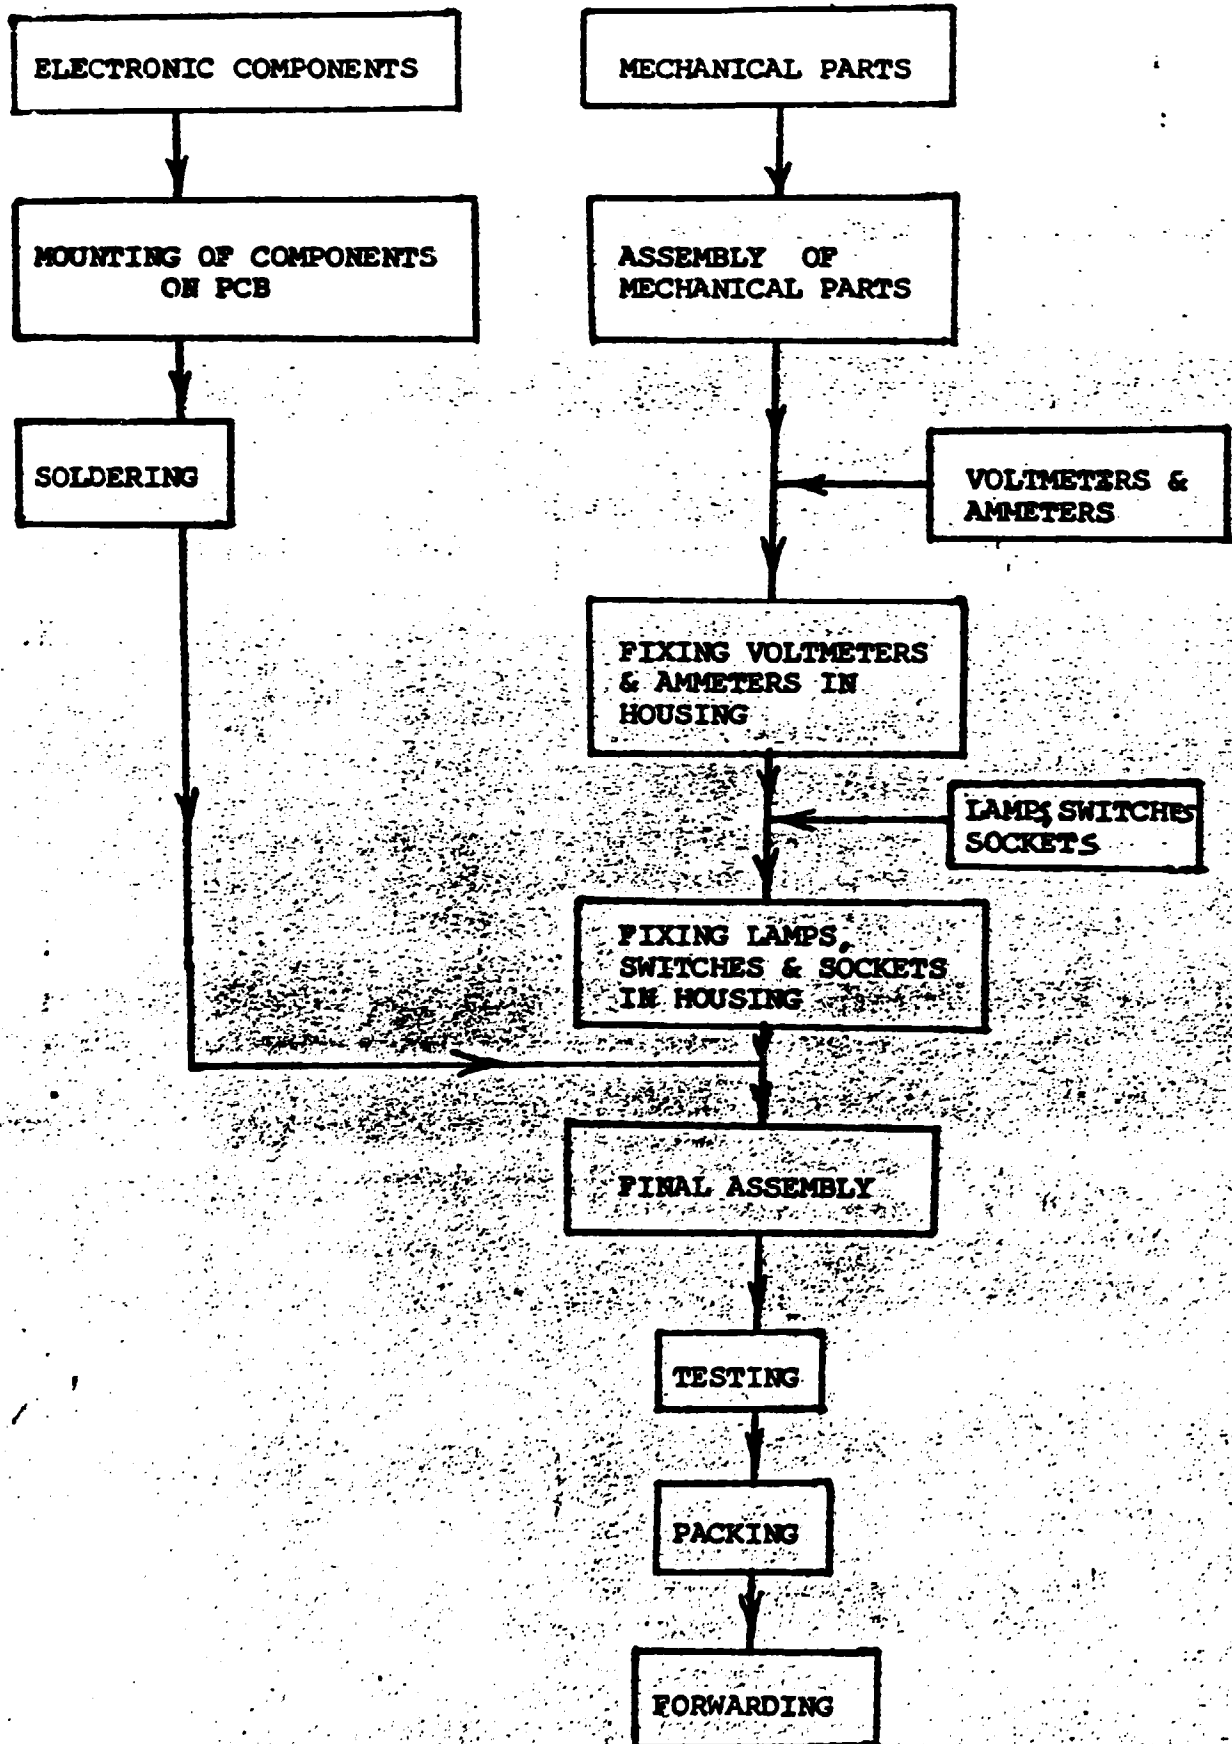 ELECTRONIC COMPONENTS
MECHANICAL PARTS
MOUNTING OF COMPONENTS
ON PCB
ASSEMBLY OF
MECHANICAL PARTS
SOLDERING
VOLTMETERS &
AMMETERS
FIXING VOLTMETERS
& AMMETERS IN
HOUSING
LAMPS, SWITCHES
SOCKETS
FIXING LAMPS,
SWITCHES & SOCKETS
IN HOUSING
FINAL ASSEMBLY
TESTING
PACKING
FORWARDING